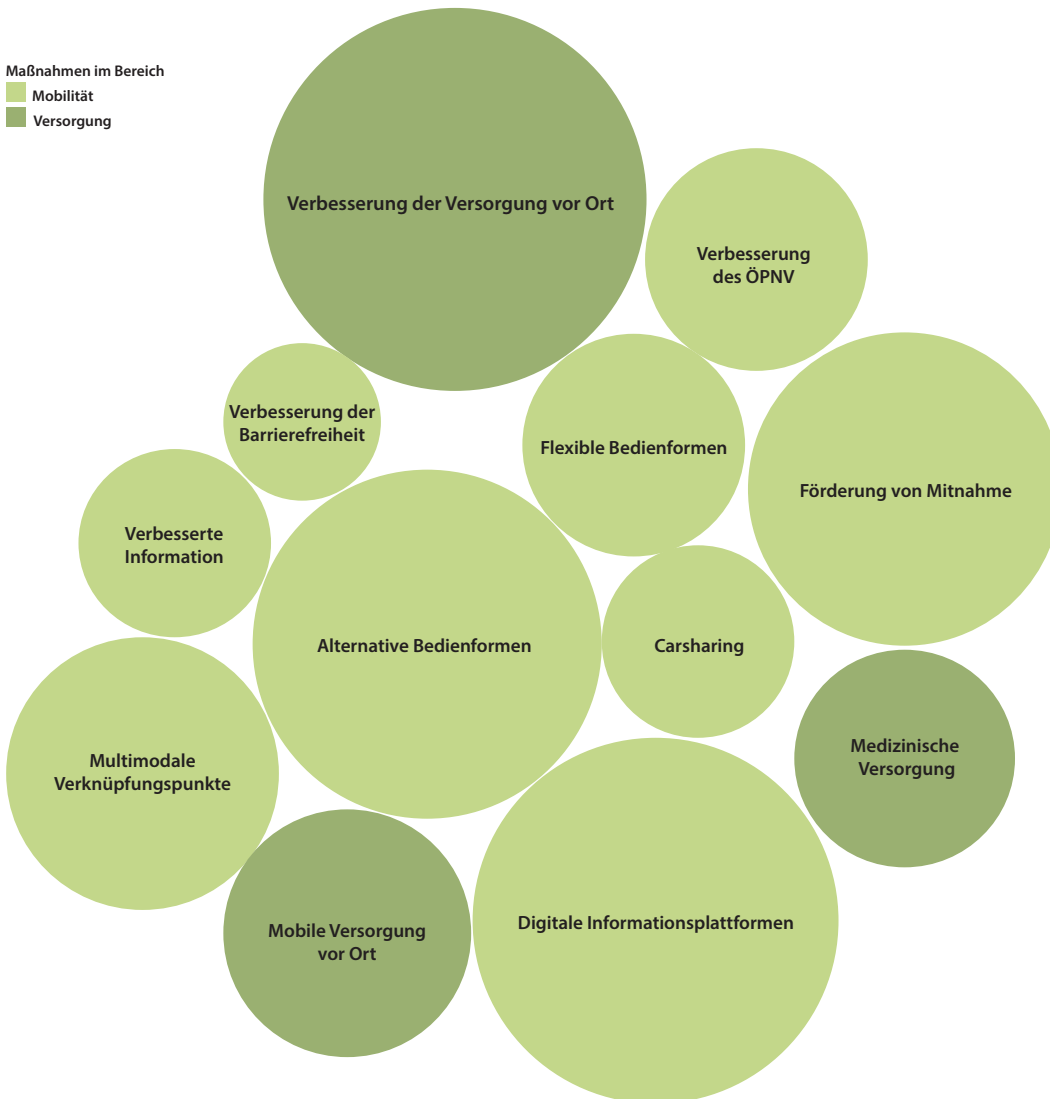 Maßnahmen im Bereich
Mobilität
Versorgung
Verbesserung der Versorgung vor Ort
Verbesserung
des ÖPNV
Verbesserung der
Barrierefreiheit
Flexible Bedienformen
Förderung von Mitnahme
Verbesserte
Information
Alternative Bedienformen
Carsharing
Multimodale
Verknüpfungspunkte
Medizinische
Versorgung
Mobile Versorgung
vor Ort
Digitale Informationsplattformen